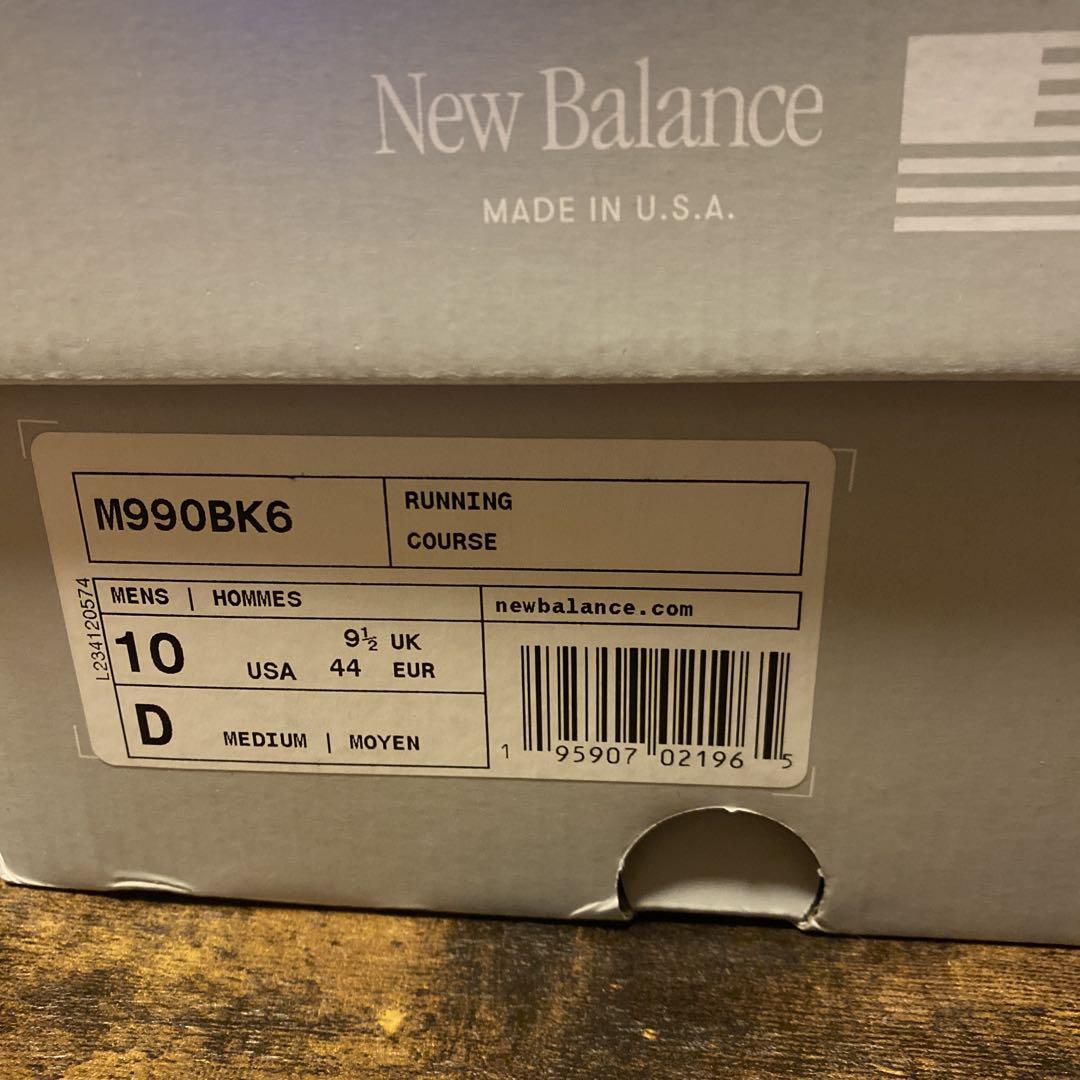 New Balance
MADE IN U.S.A.
M990BK6
RUNNING
COURSE
L234120574
MENS | HOMMES
10 USA
9½ UK
44 EUR
D MEDIUM | MOYEN
newbalance.com
1 95907 02196 5